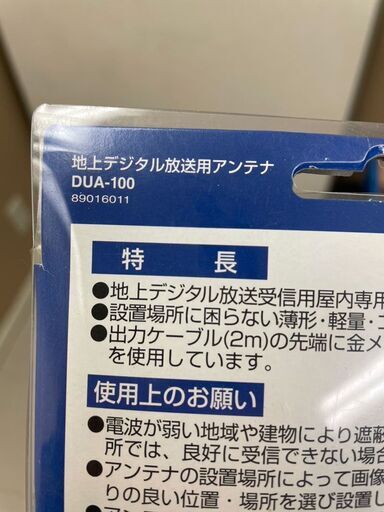 地上デジタル放送用アンテナ
DUA-100
89016011
特 長
●地上デジタル放送受信用屋内専用
●設置場所に困らない薄形・軽量・
●出力ケーブル(2m)の先端に金メ
を使用しています。
使用上のお願い
●電波が弱い地域や建物により遮蔽
所では、良好に受信できない場合
●アンテナの設置場所によって画像
りの良い位置・場所を選び設置し